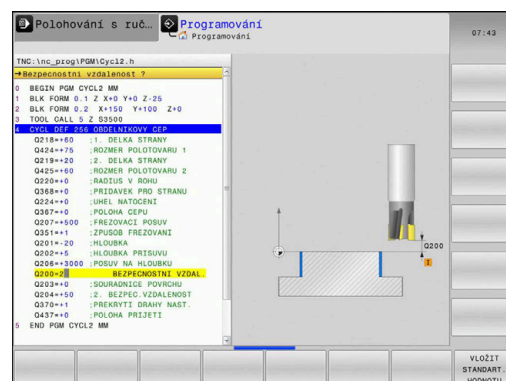 Polohování s ruč…
Programování
Programování
07:43
TNC:\nc_prog\PGM\Cycl2.h
→Bezpecnostni vzdalenost ?
0 BEGIN PGM CYCL2 MM
1 BLK FORM 0.1 Z X+0 Y+0 Z-25
2 BLK FORM 0.2 X+150 Y+100 Z+0
3 TOOL CALL 5 Z S3500
4 CYCL DEF 256 OBDELNIKOVY CEP
Q218=+60 ;1. DELKA STRANY
Q424=+75 ;ROZMER POLOTOVARU 1
Q219=+20 ;2. DELKA STRANY
Q425=+60 ;ROZMER POLOTOVARU 2
Q220=+0 ;RADIUS V ROHU
Q368=+0 ;PRIDAVEK PRO STRANU
Q224=+0 ;UHEL NATOCENI
Q367=+0 ;POLOHA CEPU
Q207=+500 ;FREZOVACI POSUV
Q351=+1 ;ZPUSOB FREZOVANI
Q201=-20 ;HLOUBKA
Q202=+5 ;HLOUBKA PRISUVU
Q206=+3000 ;POSUV NA HLOUBKU
Q200=2 BEZPECNOSTNI VZDAL.
Q203=+0 ;SOURADNICE POVRCHU
Q204=+50 ;2. BEZPEC.VZDALENOST
Q370=+1 ;PREKRYTI DRAHY NAST.
Q437=+0 ;POLOHA PRIJETI
5 END PGM CYCL2 MM
Q200
I
VLOŽIT
STANDART.
HODNOTU